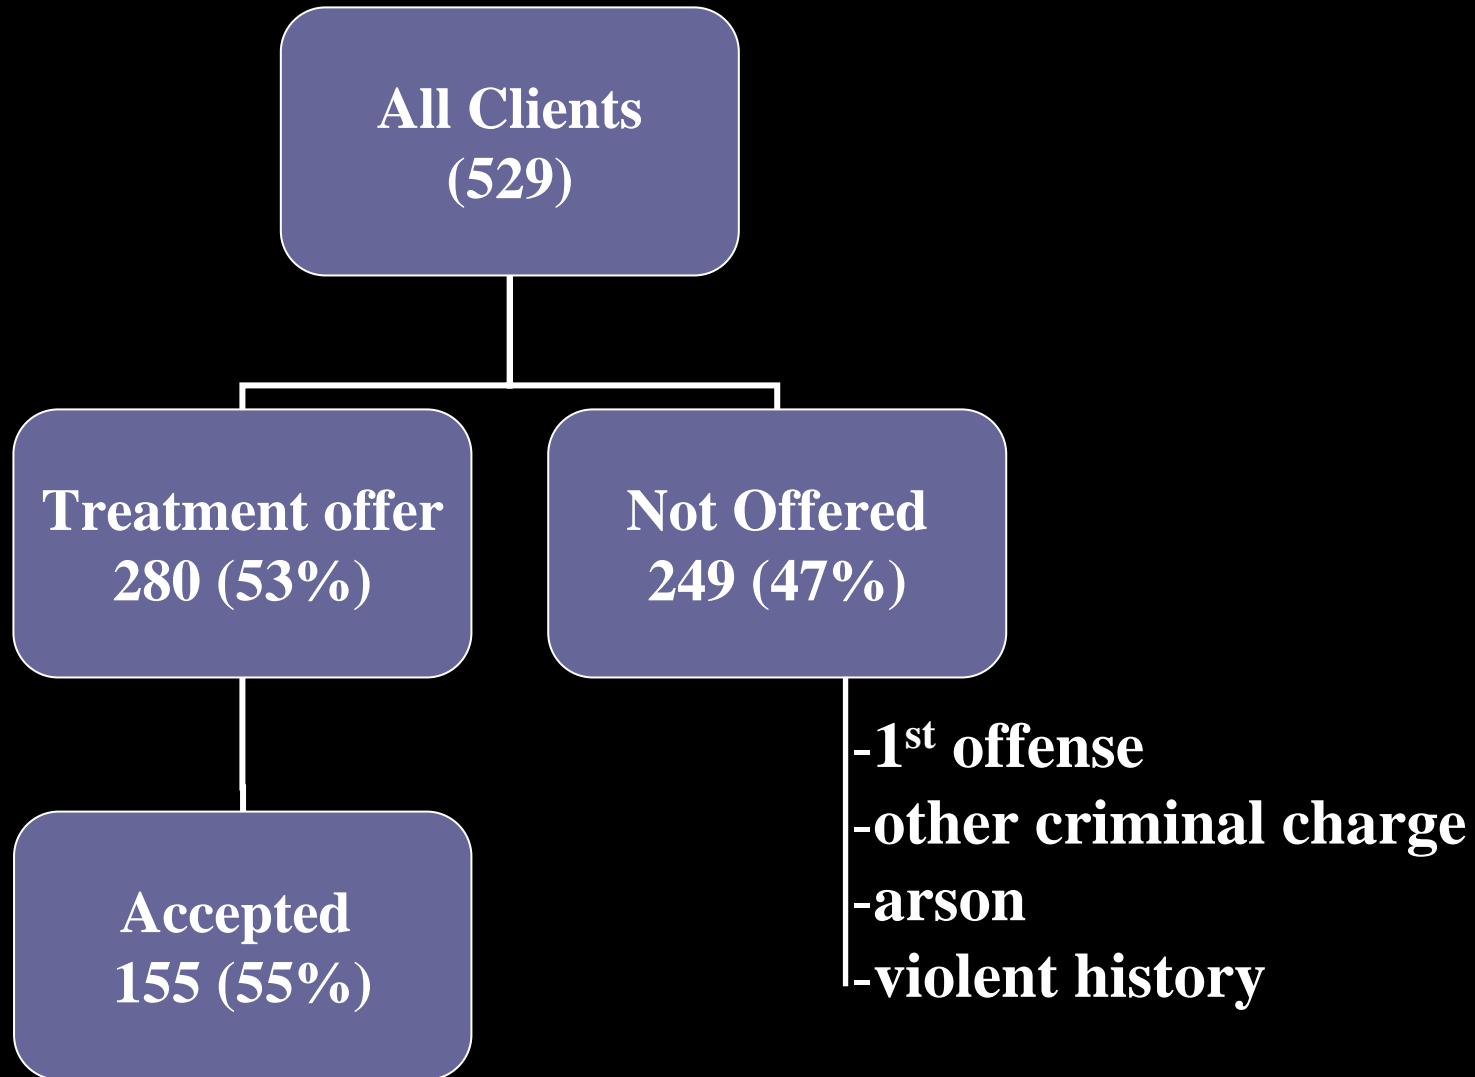 All Clients
(529)
Treatment offer
280 (53%)
Not Offered
249 (47%)
Accepted
155 (55%)
-1st offense
-other criminal charge
-arson
-violent history